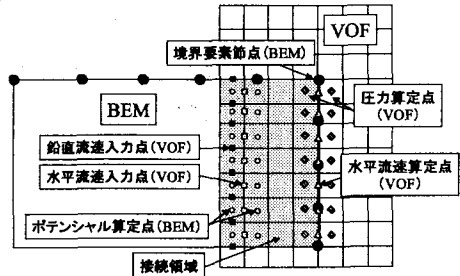 VOF
境界要素節点(BEM)
BEM
圧力算定点
(VOF)
鉛直流速入力点(VOF)
水平流速入力点(VOF)
水平流速算定点
(VOF)
ポテンシャル算定点(BEM)
接続領域